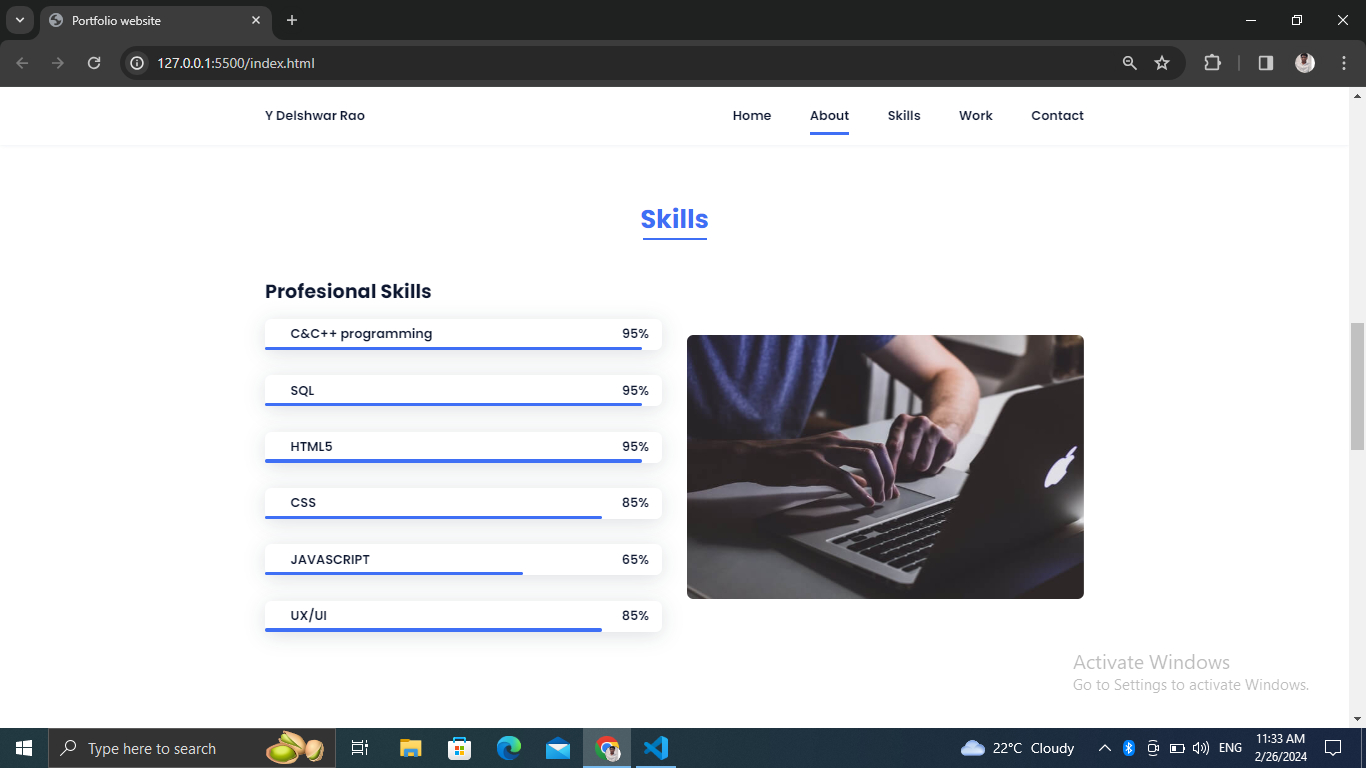 Portfolio website
127.0.0.1:5500/index.html
Y Delshwar Rao Home About Skills Work Contact
Skills
Profesional Skills
C&C++ programming 95%
SQL 95%
HTML5 95%
CSS 85%
JAVASCRIPT 65%
UX/UI 85%
Activate Windows
Go to Settings to activate Windows.
Type here to search 22°C Cloudy ENG 11:33 AM
2/26/2024